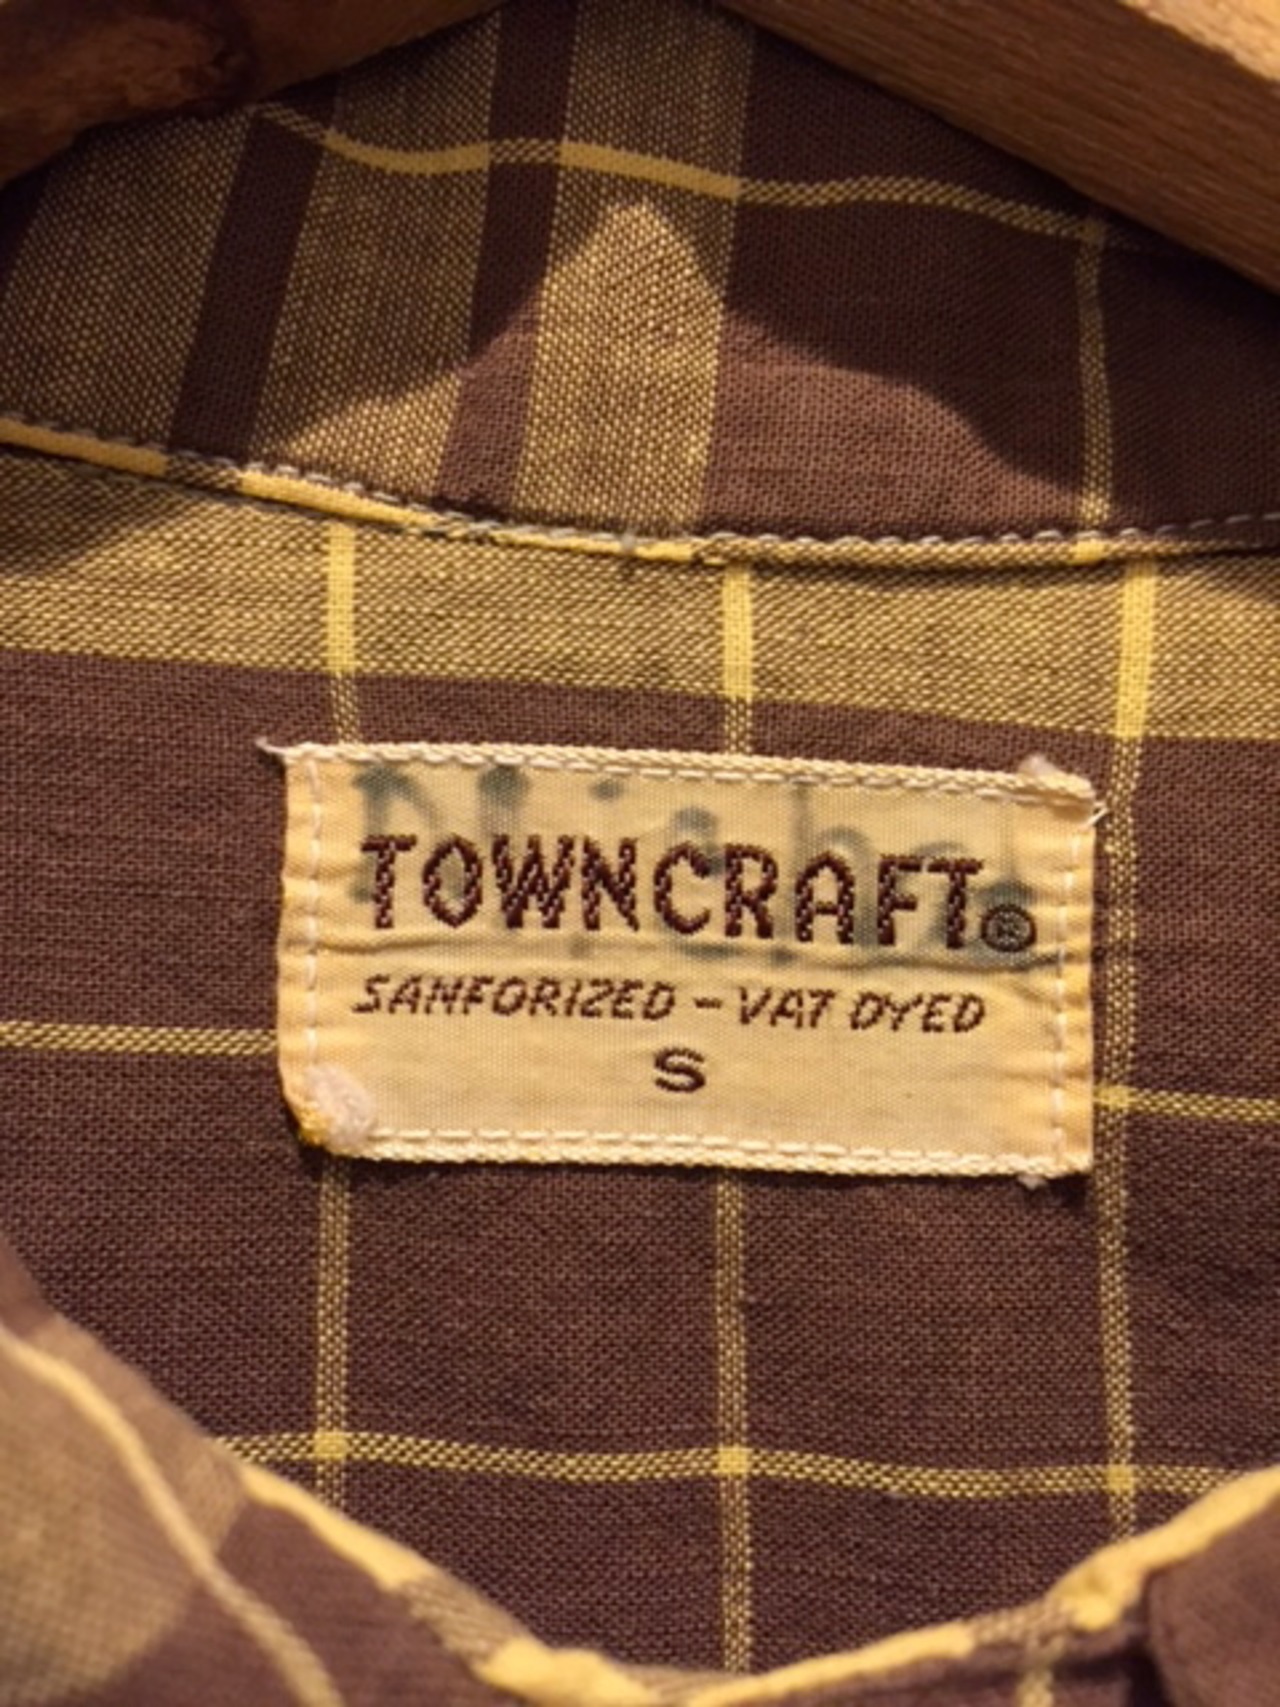 TOWNCRAFT®
SANFORIZED - VAT DYED
S